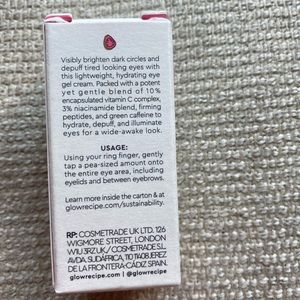 Visibly brighten dark circles and
depuff tired looking eyes with
this lightweight, hydrating eye
gel cream. Packed with a potent
yet gentle blend of 10%
encapsulated vitamin C complex,
3% niacinamide blend, firming
peptides, and green caffeine to
hydrate, depuff, and illuminate
eyes for a wide-awake look.
USAGE:
Using your ring finger, gently
tap a pea-sized amount onto
the entire eye area, including
eyelids and between eyebrows.
Learn more inside the carton & at
glowrecipe.com/sustainability.
RP: COSMETRADE UK LTD. 126
WIGMORE STREET, LONDON
W1U 3RZ UK / COSMETRADE S.L.
AVDA. SUDÁFRICA, 110 11408JEREZ
DE LA FRONTERA-CÁDIZ SPAIN.
glowrecipe.com | @glowrecipe